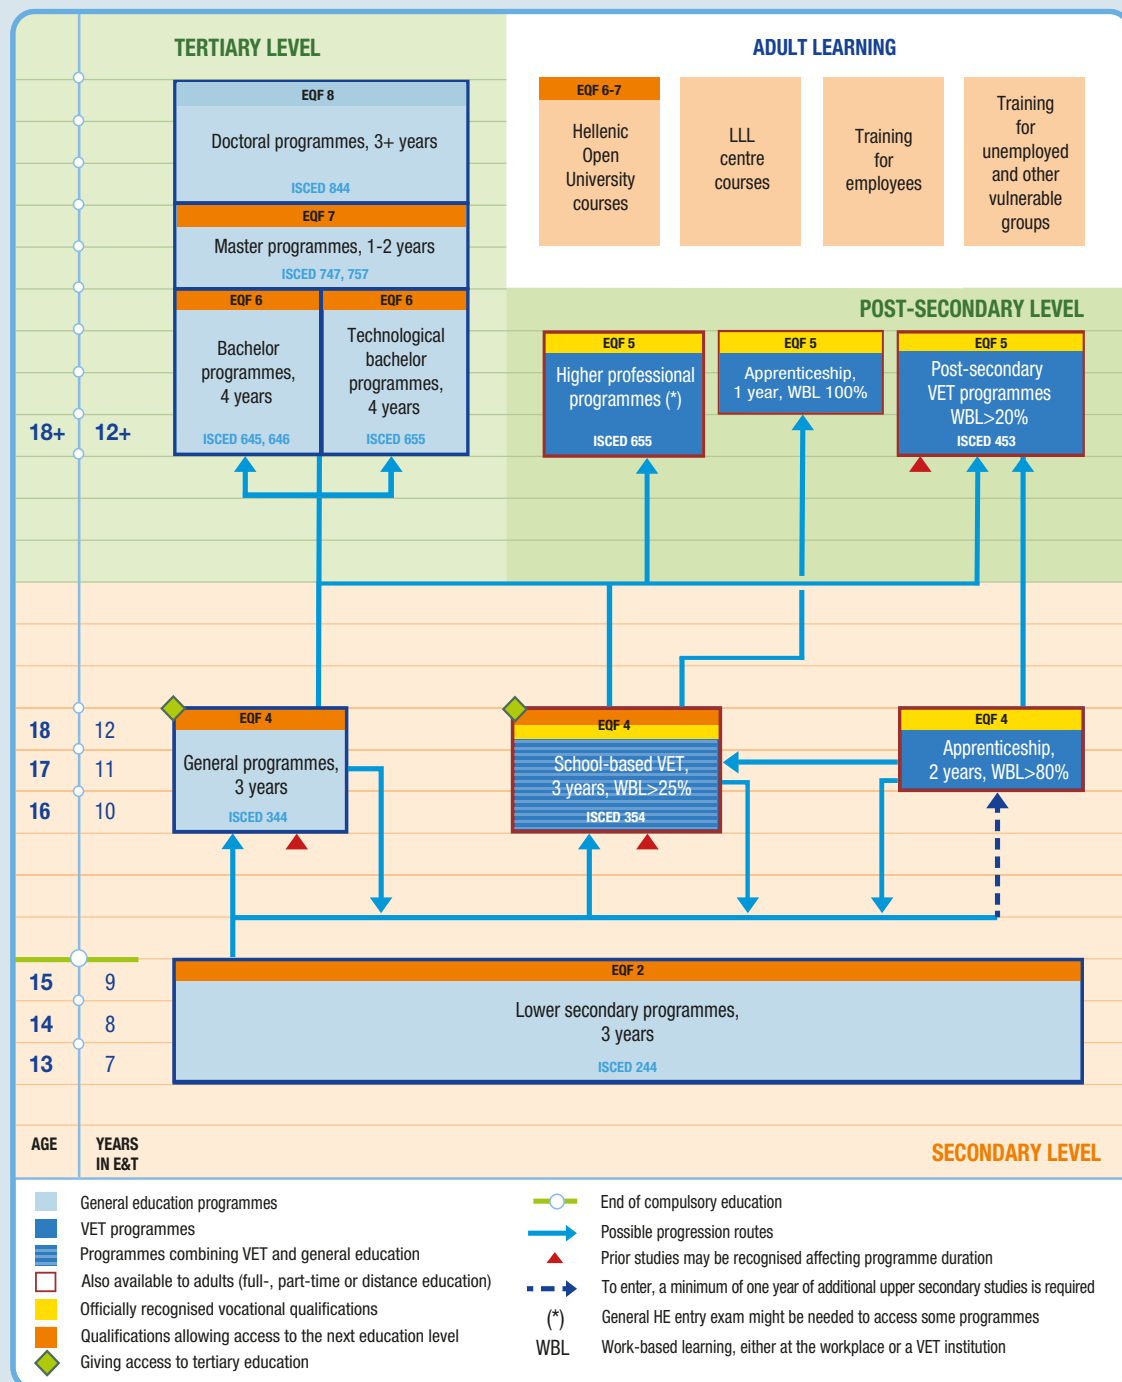 TERTIARY LEVEL
EQF 8
Doctoral programmes, 3+ years
ISCED 844
EQF 7
Master programmes, 1-2 years
ISCED 747, 757
EQF 6
Bachelor
programmes,
4 years
ISCED 645, 646
EQF 6
Technological
bachelor
programmes,
4 years
ISCED 655
ADULT LEARNING
EQF 6-7
Hellenic
Open
University
courses
LLL
centre
courses
Training
for
employees
Training
for
unemployed
and other
vulnerable
groups
POST-SECONDARY LEVEL
EQF 5
Higher professional
programmes (*)
ISCED 655
EQF 5
Apprenticeship,
1 year, WBL 100%
EQF 5
Post-secondary
VET programmes
WBL>20%
ISCED 453
18+ 12+
18 12
17 11
16 10
EQF 4
General programmes,
3 years
ISCED 344
EQF 4
School-based VET,
3 years, WBL>25%
ISCED 354
EQF 4
Apprenticeship,
2 years, WBL>80%
15 9
14 8
13 7
EQF 2
Lower secondary programmes,
3 years
ISCED 244
AGE
YEARS
IN E&T
SECONDARY LEVEL
General education programmes
VET programmes
Programmes combining VET and general education
Also available to adults (full-, part-time or distance education)
Officially recognised vocational qualifications
Qualifications allowing access to the next education level
Giving access to tertiary education
End of compulsory education
Possible progression routes
Prior studies may be recognised affecting programme duration
To enter, a minimum of one year of additional upper secondary studies is required
(*) General HE entry exam might be needed to access some programmes
WBL Work-based learning, either at the workplace or a VET institution